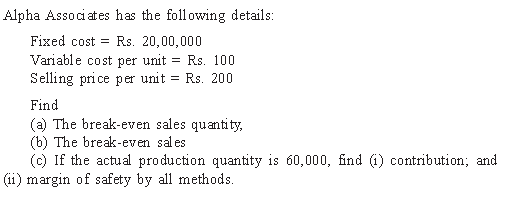 Alpha Associates has the following details:
Fixed cost = Rs. 20,00,000
Variable cost per unit = Rs. 100
Selling price per unit = Rs. 200
Find
(a) The break-even sales quantity,
(b) The break-even sales
(c) If the actual production quantity is 60,000, find (i) contribution; and
(ii) margin of safety by all methods.